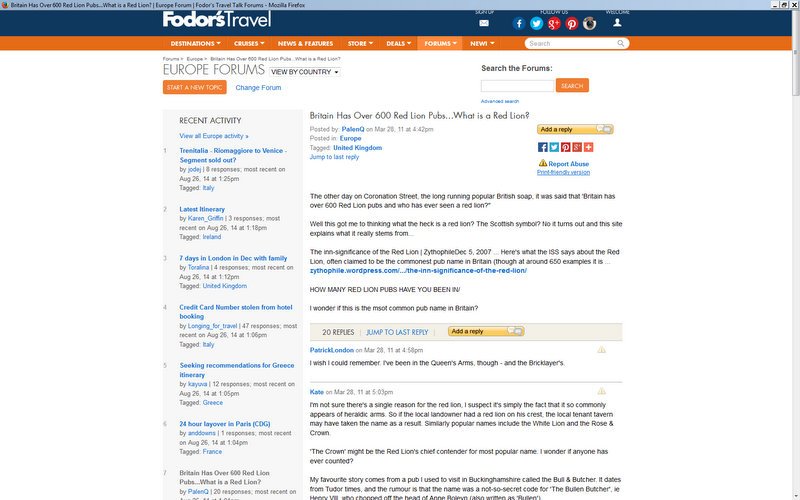 Britain Has Over 600 Red Lion Pubs...What is a Red Lion? | Europe Forum | Fodor's Travel Talk Forums - Mozilla Firefox
Fodor'sTravel
SIGN UP
FOLLOW US
WELCOME
DESTINATIONS
CRUISES
NEWS & FEATURES
STORE
DEALS
FORUMS
NEW!
Search
Forums > Europe > Britain Has Over 600 Red Lion Pubs...What is a Red Lion?
EUROPE FORUMS
VIEW BY COUNTRY
START A NEW TOPIC
Change Forum
Search the Forums:
SEARCH
Advanced search
RECENT ACTIVITY
View all Europe activity »
1
Trenitalia - Riomaggiore to Venice -
Segment sold out?
by jodej | 8 responses; most recent on
Aug 26, 14 at 1:25pm
Tagged: Italy
2
Latest Itinerary
by Karen_Griffin | 3 responses; most
recent on Aug 26, 14 at 1:18pm
Tagged: Ireland
3
7 days in London in Dec with family
by Toralina | 4 responses; most recent on
Aug 26, 14 at 1:12pm
Tagged: United Kingdom
4
Credit Card Number stolen from hotel
booking
by Longing_for_travel | 47 responses; most
recent on Aug 26, 14 at 1:06pm
Tagged: Italy
5
Seeking recommendations for Greece
itinerary
by kayuva | 12 responses; most recent on
Aug 26, 14 at 1:05pm
Tagged: Greece
6
24 hour layover in Paris (CDG)
by anddowns | 1 responses; most recent on
Aug 26, 14 at 1:04pm
Tagged: France
7
Britain Has Over 600 Red Lion
Pubs...What is a Red Lion?
by PalenQ | 20 responses; most recent on
Britain Has Over 600 Red Lion Pubs...What is a Red Lion?
Posted by: PalenQ on Mar 28, 11 at 4:42pm
Posted in: Europe
Tagged: United Kingdom
Jump to last reply
Add a reply
Report Abuse
Print-friendly version
The other day on Coronation Street, the long running popular British soap, it was said that 'Britain has
over 600 Red Lion pubs and who has ever seen a red lion?'"
Well this got me to thinking what the heck is a red lion? The Scottish symbol? No it turns out and this site
explains what it really stems from...
The inn-significance of the Red Lion | ZythophileDec 5, 2007 ... Here's what the ISS says about the Red
Lion, often claimed to be the commonest pub name in Britain (though at around 650 examples it is ...
zythophile.wordpress.com/.../the-inn-significance-of-the-red-lion/
HOW MANY RED LION PUBS HAVE YOU BEEN IN/
I wonder if this is the msot common pub name in Britain?
20 REPLIES | JUMP TO LAST REPLY |
Add a reply
PatrickLondon on Mar 28, 11 at 4:58pm
I wish I could remember. I've been in the Queen's Arms, though - and the Bricklayer's.
Kate on Mar 28, 11 at 5:03pm
I'm not sure there's a single reason for the red lion, I suspect it's simply the fact that it so commonly
appears of heraldic arms. So if the local landowner had a red lion on his crest, the local tenant tavern
may have taken the name as a result. Similarly popular names include the White Lion and the Rose &
Crown.
'The Crown' might be the Red Lion's chief contender for most popular name. I wonder if anyone has
ever counted?
My favourite story comes from a pub I used to visit in Buckinghamshire called the Bull & Butcher. It dates
from Tudor times, and the rumour is that the name was a not-so-secret code for 'The Bullen Butcher', ie
Henry VIII, who chopped off the head of Anne Boleyn (also written as 'Bullen').